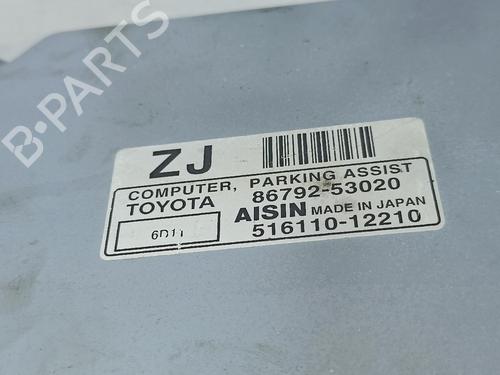 B-PARTS
ZJ
COMPUTER, PARKING ASSIST
TOYOTA 86792-53020
6D11 AISIN MADE IN JAPAN
516110-12210